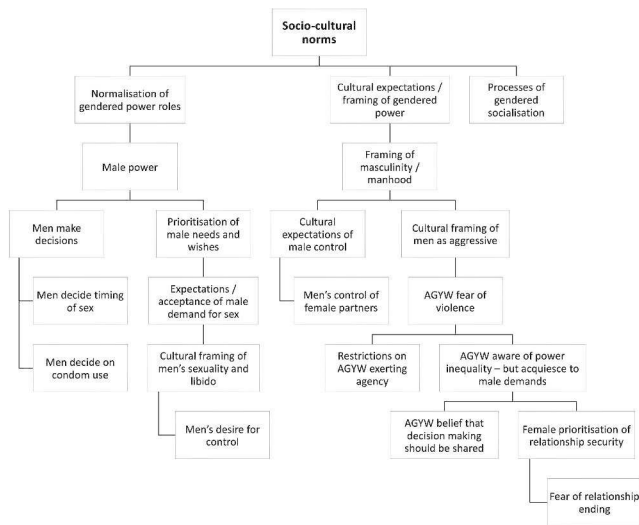 Socio-cultural
norms
Normalisation of
gendered power roles
Cultural expectations /
framing of gendered
power
Processes of
gendered
socialisation
Male power
Framing of
masculinity /
manhood
Men make
decisions
Prioritisation of
male needs and
wishes
Cultural
expectations of
male control
Cultural framing of
men as aggressive
Men decide timing
of sex
Expectations /
acceptance of male
demand for sex
Men's control of
female partners
AGYW fear of
violence
Men decide on
condom use
Cultural framing of
men's sexuality and
libido
Restrictions on
AGYW exerting
agency
AGYW aware of power
inequality – but acquiesce to
male demands
Men's desire for
control
AGYW belief that
decision making
should be shared
Female prioritisation of
relationship security
Fear of relationship
ending